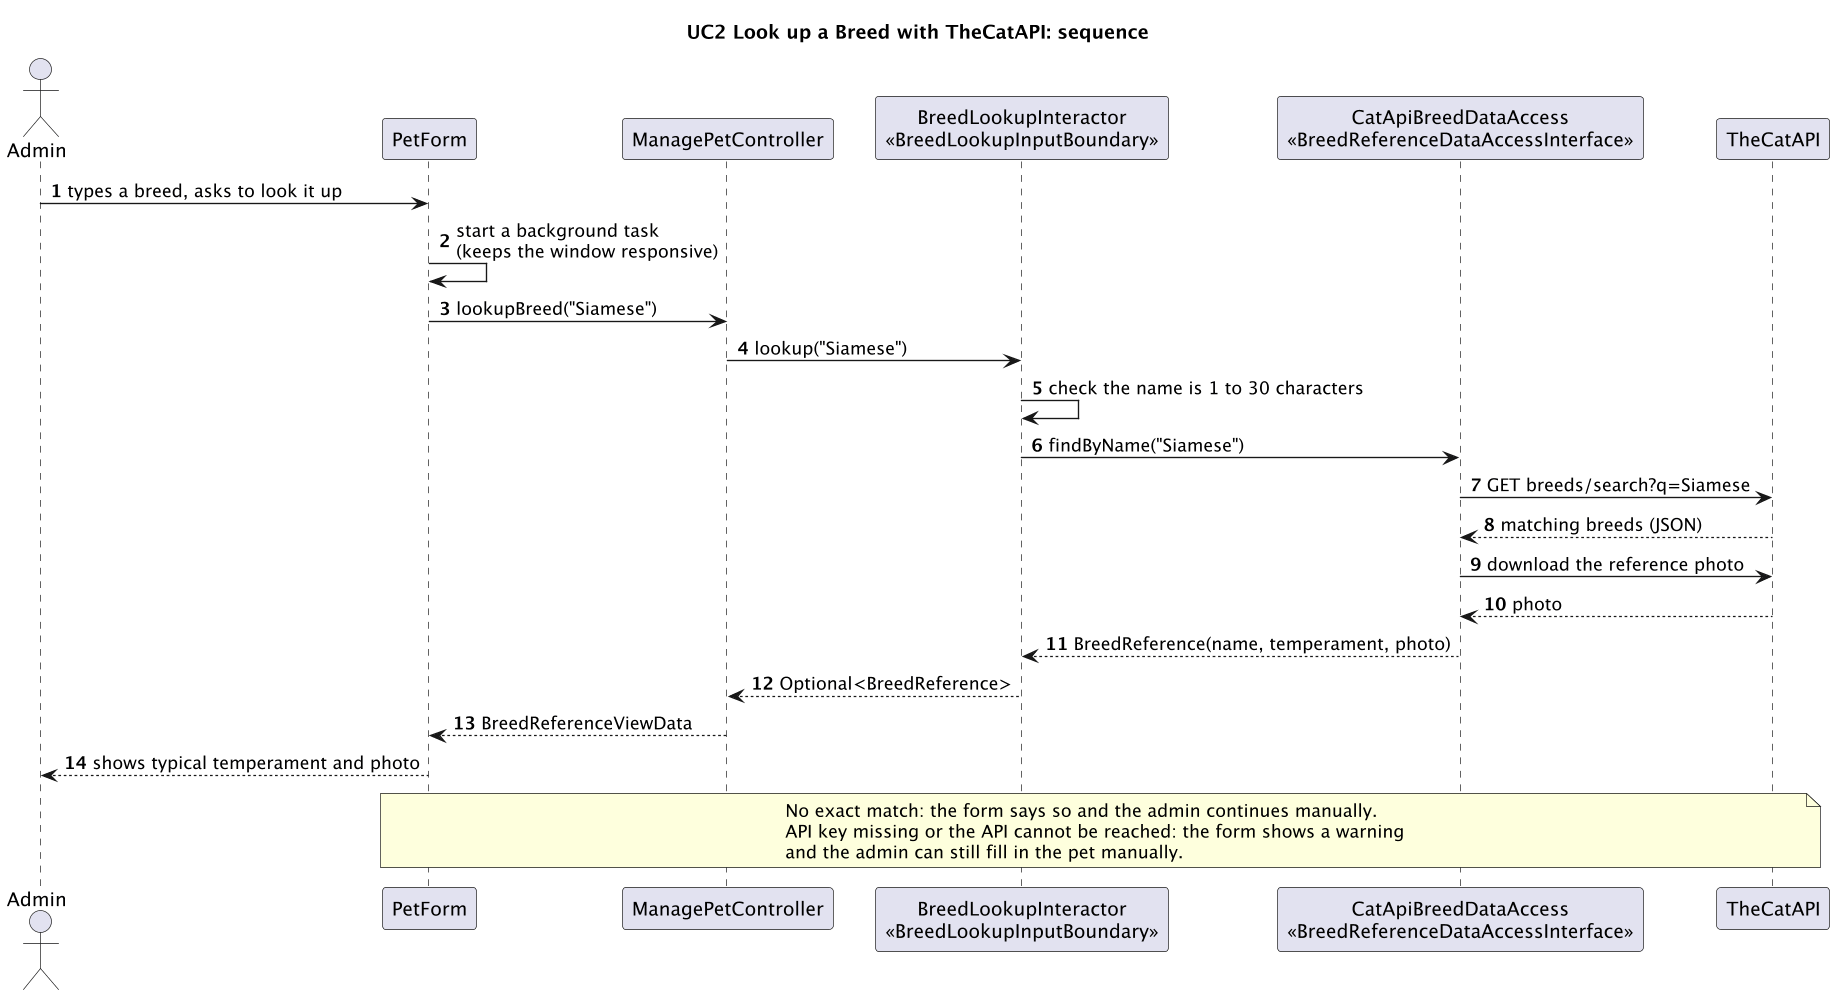 UC2 Look up a Breed with TheCatAPI: sequence
Admin
PetForm
ManagePetController
BreedLookupInteractor
«BreedLookupInputBoundary»
CatApiBreedDataAccess
«BreedReferenceDataAccessInterface»
TheCatAPI
1 types a breed, asks to look it up
2 start a background task
(keeps the window responsive)
3 lookupBreed("Siamese")
4 lookup("Siamese")
5 check the name is 1 to 30 characters
6 findByName("Siamese")
7 GET breeds/search?q=Siamese
8 matching breeds (JSON)
9 download the reference photo
10 photo
11 BreedReference(name, temperament, photo)
12 Optional<BreedReference>
13 BreedReferenceViewData
14 shows typical temperament and photo
No exact match: the form says so and the admin continues manually.
API key missing or the API cannot be reached: the form shows a warning
and the admin can still fill in the pet manually.
Admin
PetForm
ManagePetController
BreedLookupInteractor
«BreedLookupInputBoundary»
CatApiBreedDataAccess
«BreedReferenceDataAccessInterface»
TheCatAPI